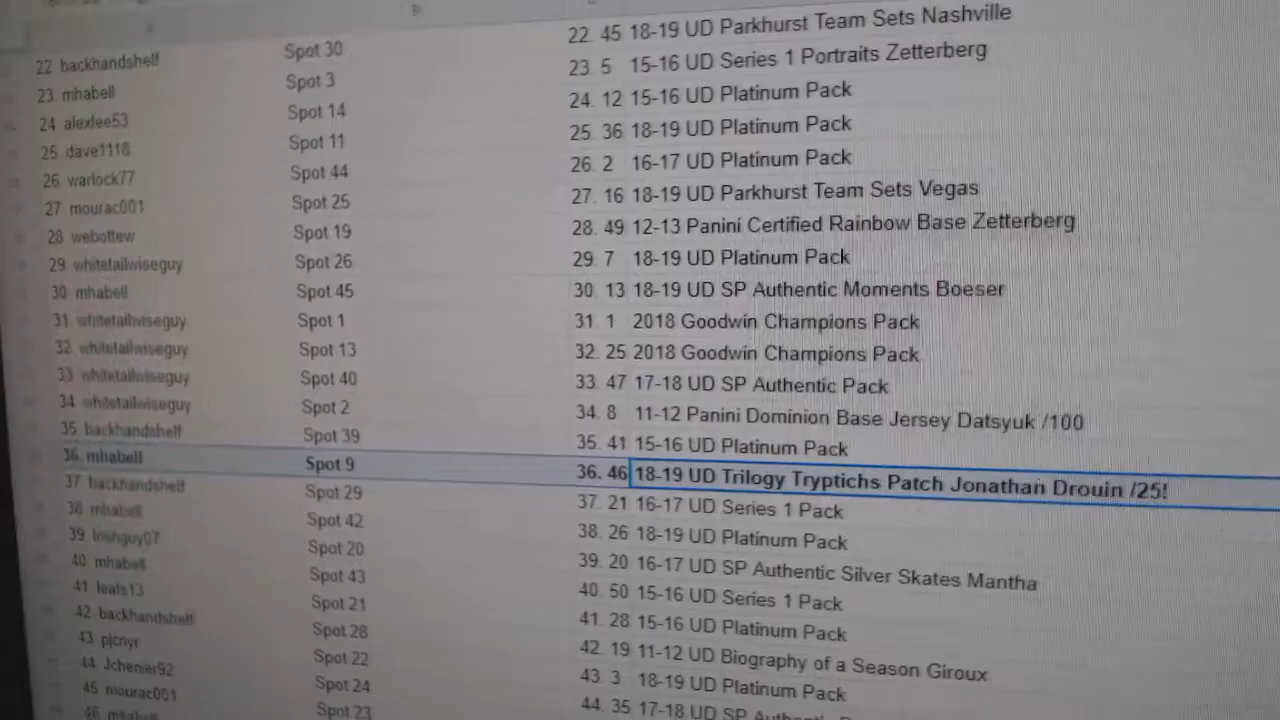 22 backhandshelf Spot 30 22. 45 18-19 UD Parkhurst Team Sets Nashville
23. mhabell Spot 3 23. 5 15-16 UD Series 1 Portraits Zetterberg
24 alexlee53 Spot 14 24. 12 15-16 UD Platinum Pack
25 dave1118 Spot 11 25. 36 18-19 UD Platinum Pack
26. warlock77 Spot 44 26. 2 16-17 UD Platinum Pack
27 mourac001 Spot 25 27. 16 18-19 UD Parkhurst Team Sets Vegas
28 webottew Spot 19 28. 49 12-13 Panini Certified Rainbow Base Zetterberg
29 whitetailwiseguy Spot 26 29. 7 18-19 UD Platinum Pack
30 mhabell Spot 45 30. 13 18-19 UD SP Authentic Moments Boeser
31. whitetailwiseguy Spot 1 31. 1 2018 Goodwin Champions Pack
32 whitetailwiseguy Spot 13 32. 25 2018 Goodwin Champions Pack
33 whitetailwiseguy Spot 40 33. 47 17-18 UD SP Authentic Pack
34 whitetailwiseguy Spot 2 34. 8 11-12 Panini Dominion Base Jersey Datsyuk /100
35 backhandshelf Spot 39 35. 41 15-16 UD Platinum Pack
36. mhabell Spot 9 36. 46 18-19 UD Trilogy Tryptichs Patch Jonathan Drouin /25!
37 backhandshelf Spot 29 37. 21 16-17 UD Series 1 Pack
38 mhabell Spot 42 38. 26 18-19 UD Platinum Pack
39. Irishguy07 Spot 20 39. 20 16-17 UD SP Authentic Silver Skates Mantha
40 mhabell Spot 43 40. 50 15-16 UD Series 1 Pack
41 leafs13 Spot 21 41. 28 15-16 UD Platinum Pack
42 backhandshelf Spot 28 42. 19 11-12 UD Biography of a Season Giroux
43 pjcnyr Spot 22 43. 3 18-19 UD Platinum Pack
44 Jchenier92 Spot 24 44. 35 17-18 UD SP Authentic
45 mourac001 Spot 23
46 mhabell